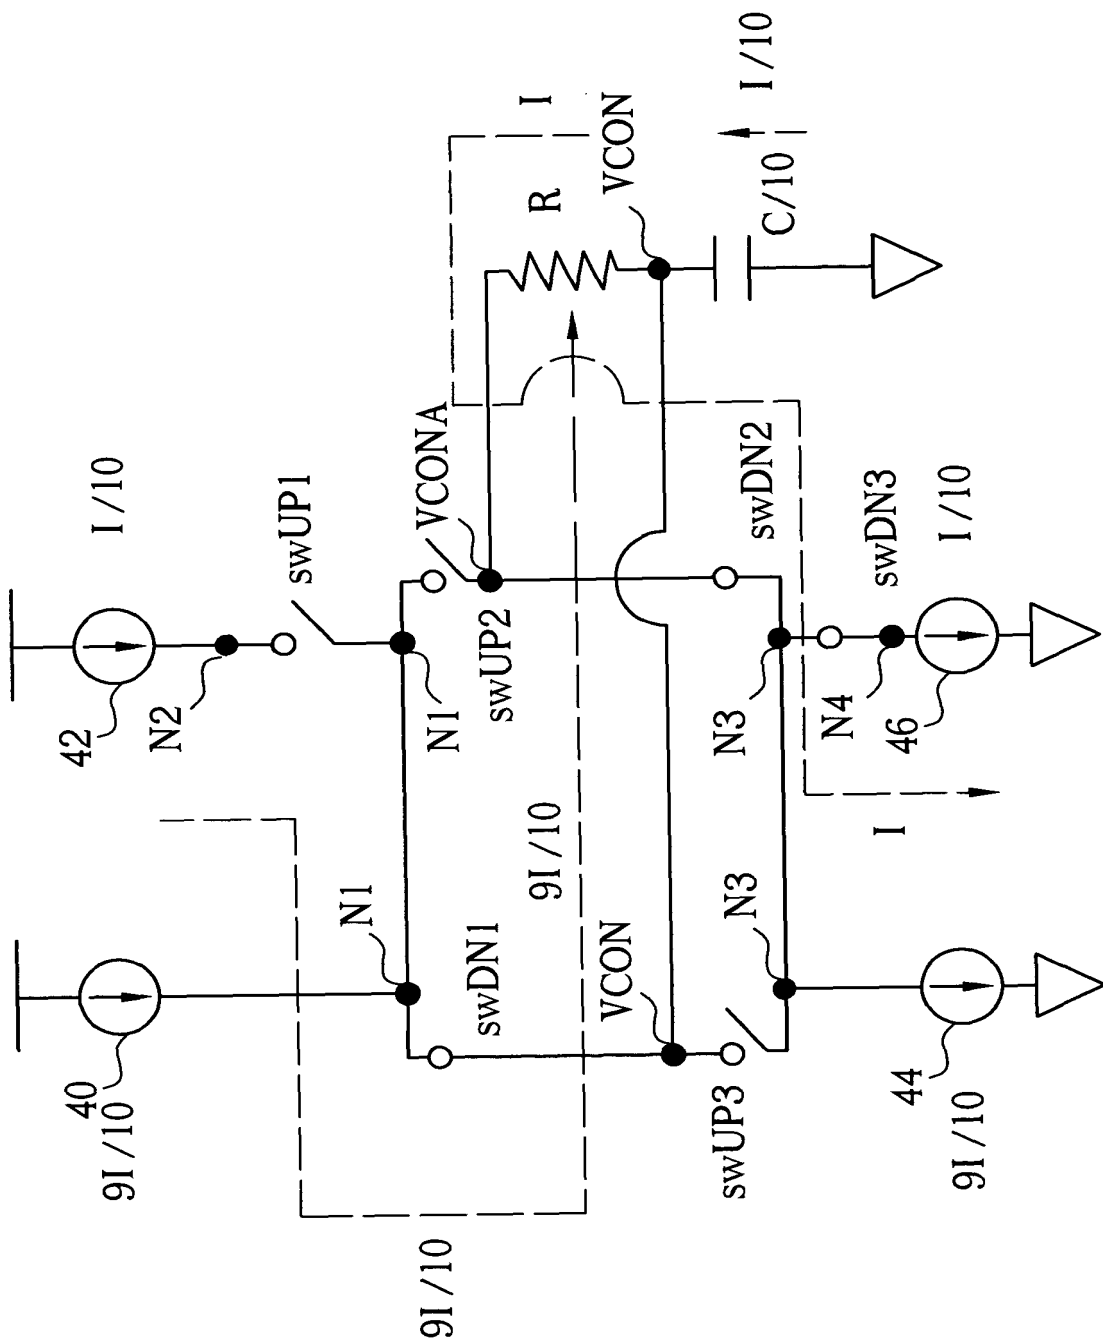 I/10
42
N2
swUP1
40
9I/10
N1
VCONA
swUP2
I
R
VCON
C/10
I/10
N1
swDN1
9I/10
9I/10
VCON
swUP3
N3
swDN2
N3
swDN3
N4
I/10
46
I
44
9I/10